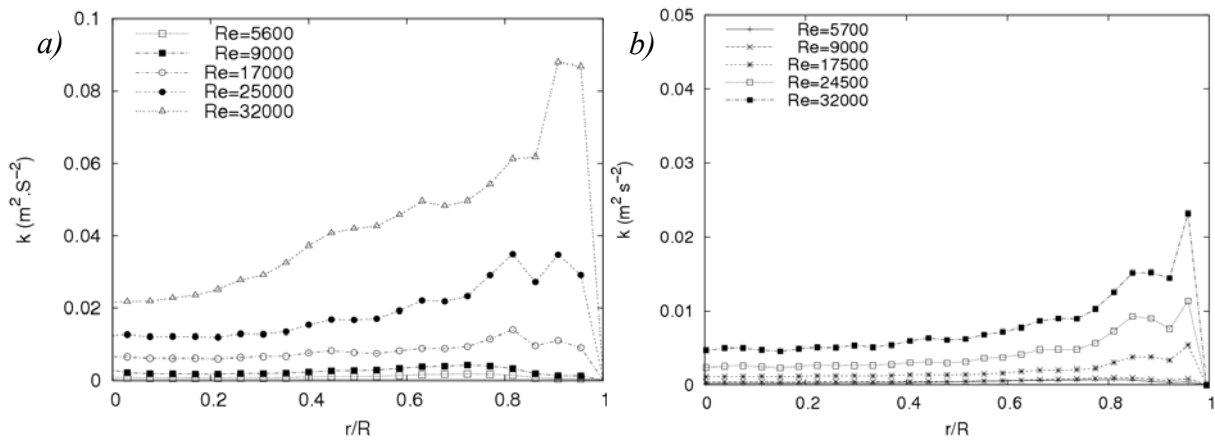 a)
k (m².S⁻²)
0.1
0.08
0.06
0.04
0.02
0
Re=5600
Re=9000
Re=17000
Re=25000
Re=32000
0 0.2 0.4 0.6 0.8 1
r/R
b)
k (m² s⁻²)
0.05
0.04
0.03
0.02
0.01
0
Re=5700
Re=9000
Re=17500
Re=24500
Re=32000
0 0.2 0.4 0.6 0.8 1
r/R